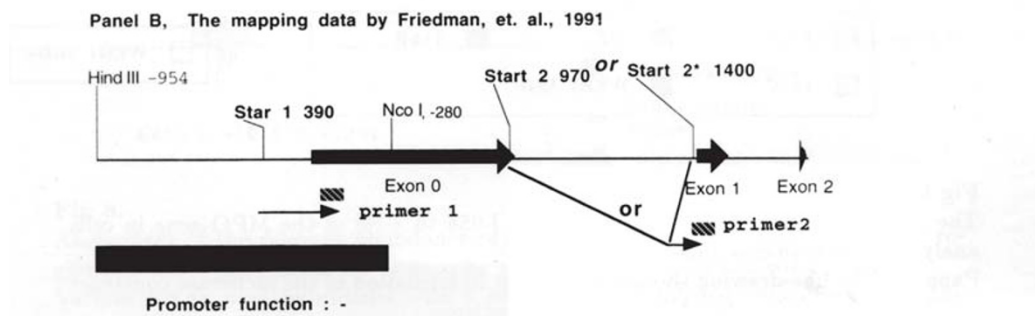 Panel B, The mapping data by Friedman, et. al., 1991
Hind III -954
Star 1 390
Nco I, -280
Start 2 970 or Start 2* 1400
Exon 0
Exon 1
Exon 2
primer 1
or
primer2
Promoter function : -